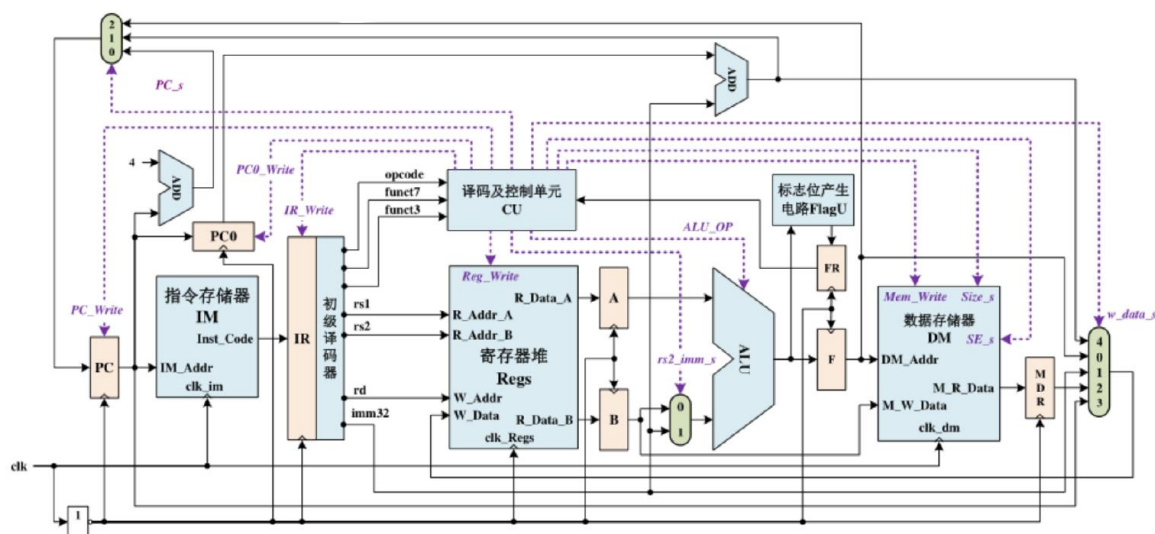 2
1
0
PC_s
4
ADD
ADD
PC0_Write
PC0
IR_Write
opcode
funct7
funct3
译码及控制单元
CU
ALU_OP
标志位产生
电路FlagU
FR
PC_Write
PC
指令存储器
IM
Inst_Code
IM_Addr
clk_im
IR
初级译码器
rs1
rs2
rd
imm32
Reg_Write
R_Data_A
R_Addr_A
R_Addr_B
寄存器堆
Regs
W_Addr
W_Data
R_Data_B
clk_Regs
A
B
rs2_imm_s
0
1
ALU
F
Mem_Write
Size_s
数据存储器
DM
SE_s
DM_Addr
M_R_Data
M_W_Data
clk_dm
MDR
w_data_s
4
0
1
2
3
clk
1